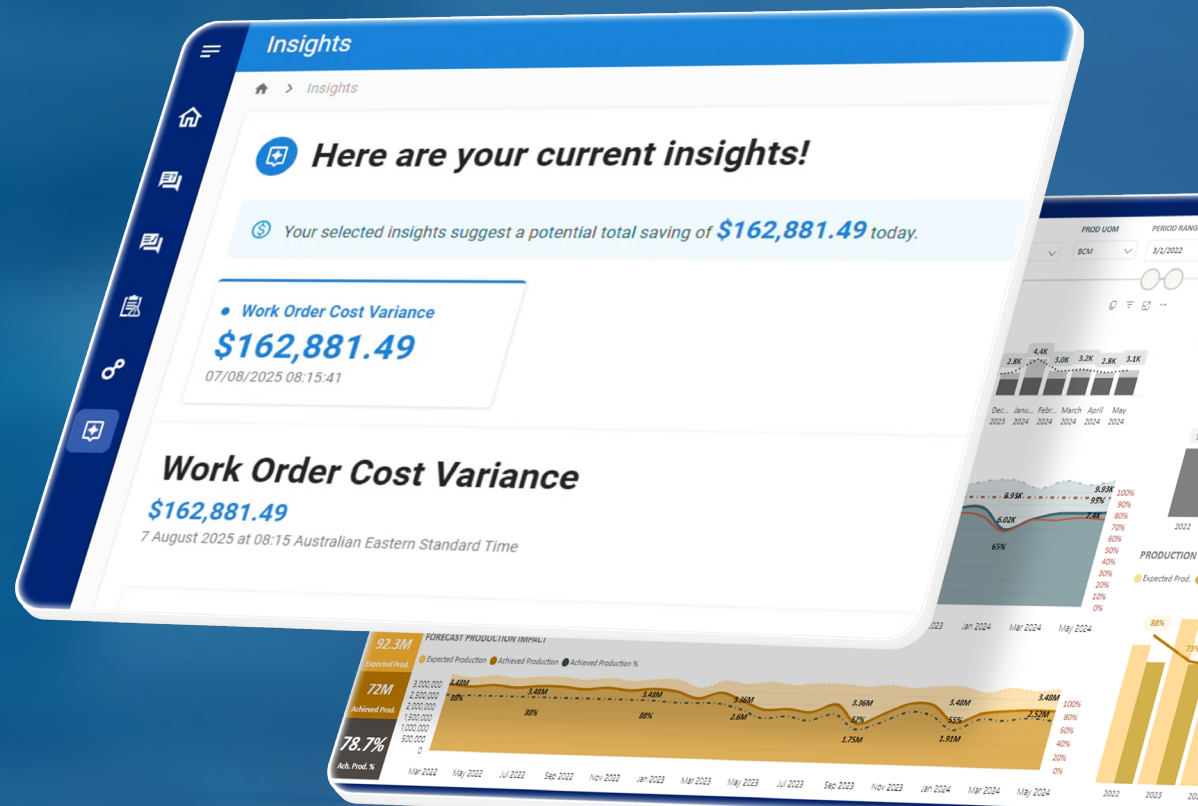 Insights
Insights
Here are your current insights!
Your selected insights suggest a potential total saving of $162,881.49 today.
Work Order Cost Variance
$162,881.49
07/08/2025 08:15:41
Work Order Cost Variance
$162,881.49
7 August 2025 at 08:15 Australian Eastern Standard Time
PROD UOM
PERIOD RANG
BCM
3/1/2022
2.8K 4.4K 3.0K 3.2K 2.8K 3.1K
Dec... Janu... Febr... March April May
2023 2024 2024 2024 2024 2024
8.93K
9.93K
95%
6.02K
7.4K
65%
100%
90%
80%
70%
60%
50%
40%
30%
20%
10%
0%
2023 Jan 2024 Mar 2024 May 2024
2022
PRODUCTION
Expected Prod.
88%
73%
2022 2023
92.3M
Expected Prod.
72M
Achieved Prod.
78.7%
Ach. Prod. %
FORECAST PRODUCTION IMPACT
Expected Production Achieved Production Achieved Production %
3,000,000
2,500,000
2,000,000
1,500,000
1,000,000
500,000
0
3.48M 3.48M 3.48M 3.36M 3.36M 3.48M 3.48M
88% 88% 88% 2.6M 52% 55% 2.52M
1.75M 1.91M
100%
80%
60%
40%
20%
0%
Mar 2022 May 2022 Jul 2022 Sep 2022 Nov 2022 Jan 2023 Mar 2023 May 2023 Jul 2023 Sep 2023 Nov 2023 Jan 2024 Mar 2024 May 2024